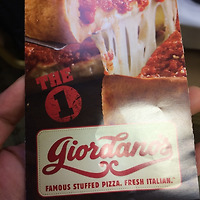 THE
1
Giordano's
FAMOUS STUFFED PIZZA. FRESH ITALIAN.